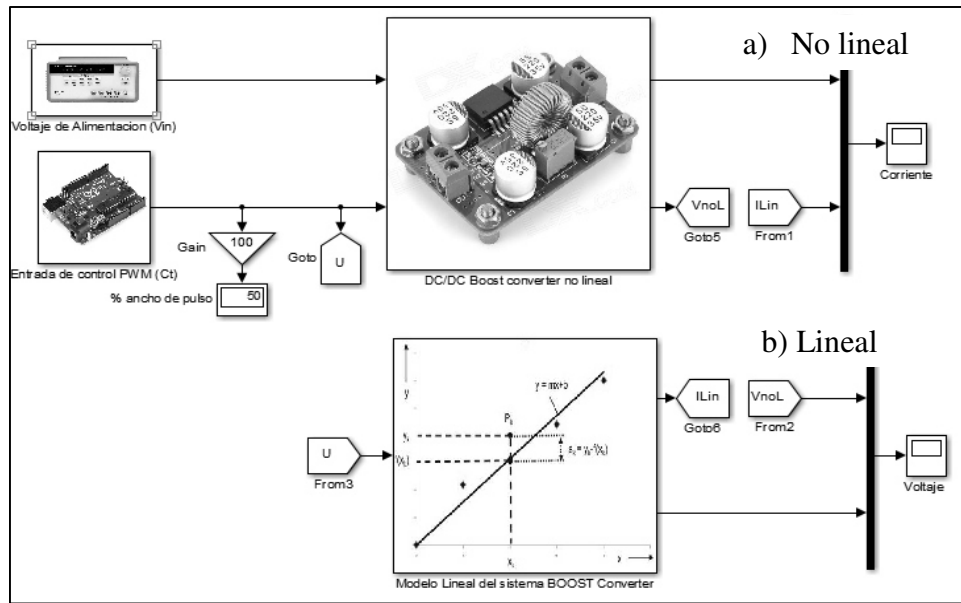 a) No lineal
Voltaje de Alimentacion (Vin)
Corriente
VnoL
ILin
Goto5
From1
100
Gain
Goto
U
Entrada de control PWM (Ct)
% ancho de pulso
50
DC/DC Boost converter no lineal
b) Lineal
y
y = mx+b
ILin
VnoL
Goto6
From2
U
From3
x
Voltaje
Modelo Lineal del sistema BOOST Converter